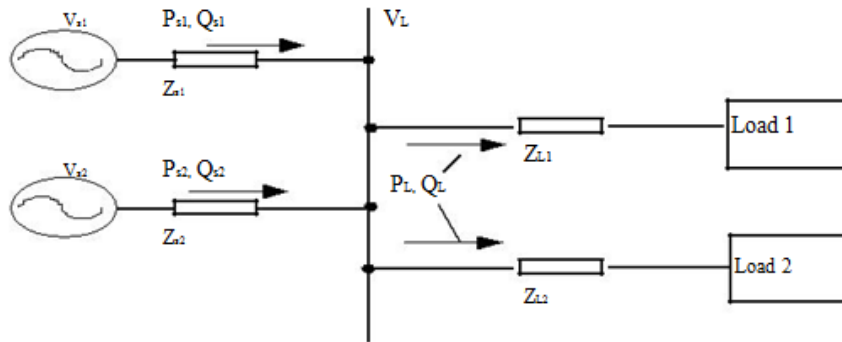 Vs1
Ps1, Qs1
VL
Zs1
ZL1
Load 1
Vs2
Ps2, Qs2
PL, QL
Zs2
ZL2
Load 2